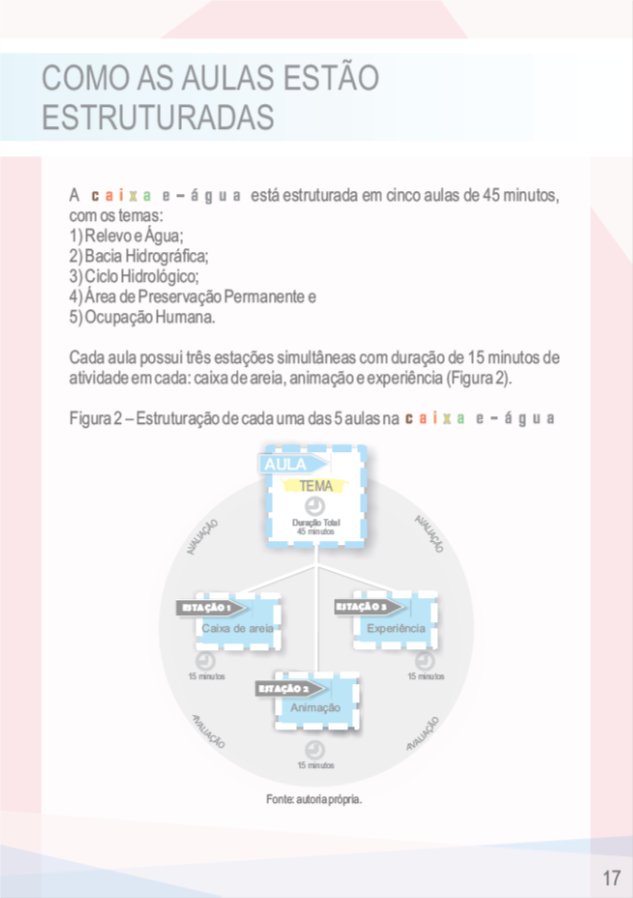 COMO AS AULAS ESTÃO
ESTRUTURADAS
A caixa e-água está estruturada em cinco aulas de 45 minutos,
com os temas:
1) Relevo e Água;
2) Bacia Hidrográfica;
3) Ciclo Hidrológico;
4) Área de Preservação Permanente e
5) Ocupação Humana.
Cada aula possui três estações simultâneas com duração de 15 minutos de
atividade em cada: caixa de areia, animação e experiência (Figura 2).
Figura 2 – Estruturação de cada uma das 5 aulas na caixa e-água
AULA
TEMA
Duração Total
45 minutos
AVALIAÇÃO
AVALIAÇÃO
ESTAÇÃO 1
Caixa de areia
15 minutos
ESTAÇÃO 3
Experiência
15 minutos
ESTAÇÃO 2
Animação
15 minutos
AVALIAÇÃO
AVALIAÇÃO
Fonte: autoria própria.
17